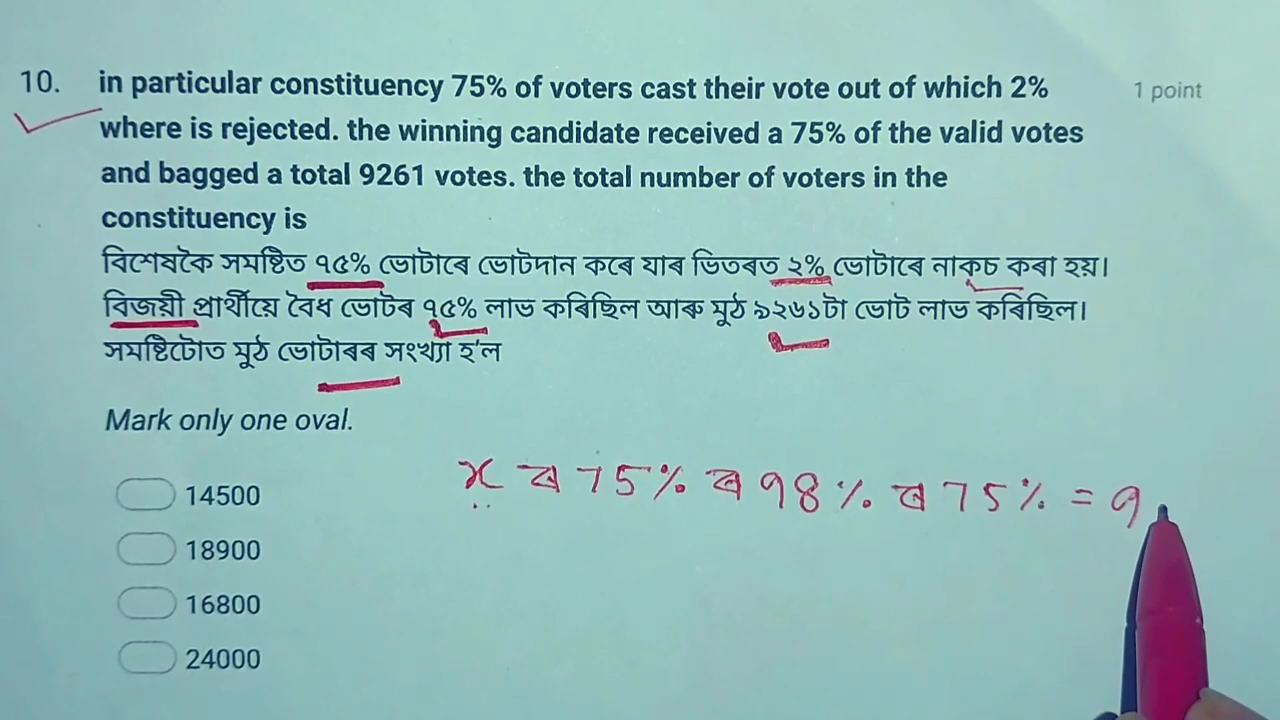 10. in particular constituency 75% of voters cast their vote out of which 2% 1 point
where is rejected. the winning candidate received a 75% of the valid votes
and bagged a total 9261 votes. the total number of voters in the
constituency is
বিশেষকৈ সমষ্টিত ৭৫% ভোটাৰে ভোটদান কৰে যাৰ ভিতৰত ২% ভোটাৰে নাকচ কৰা হয়।
বিজয়ী প্ৰাৰ্থীয়ে বৈধ ভোটৰ ৭৫% লাভ কৰিছিল আৰু মুঠ ৯২৬১টা ভোট লাভ কৰিছিল।
সমষ্টিটোত মুঠ ভোটাৰৰ সংখ্যা হ'ল
Mark only one oval.
x ৰ 75% ৰ 98% ৰ 75% = 9
14500
18900
16800
24000